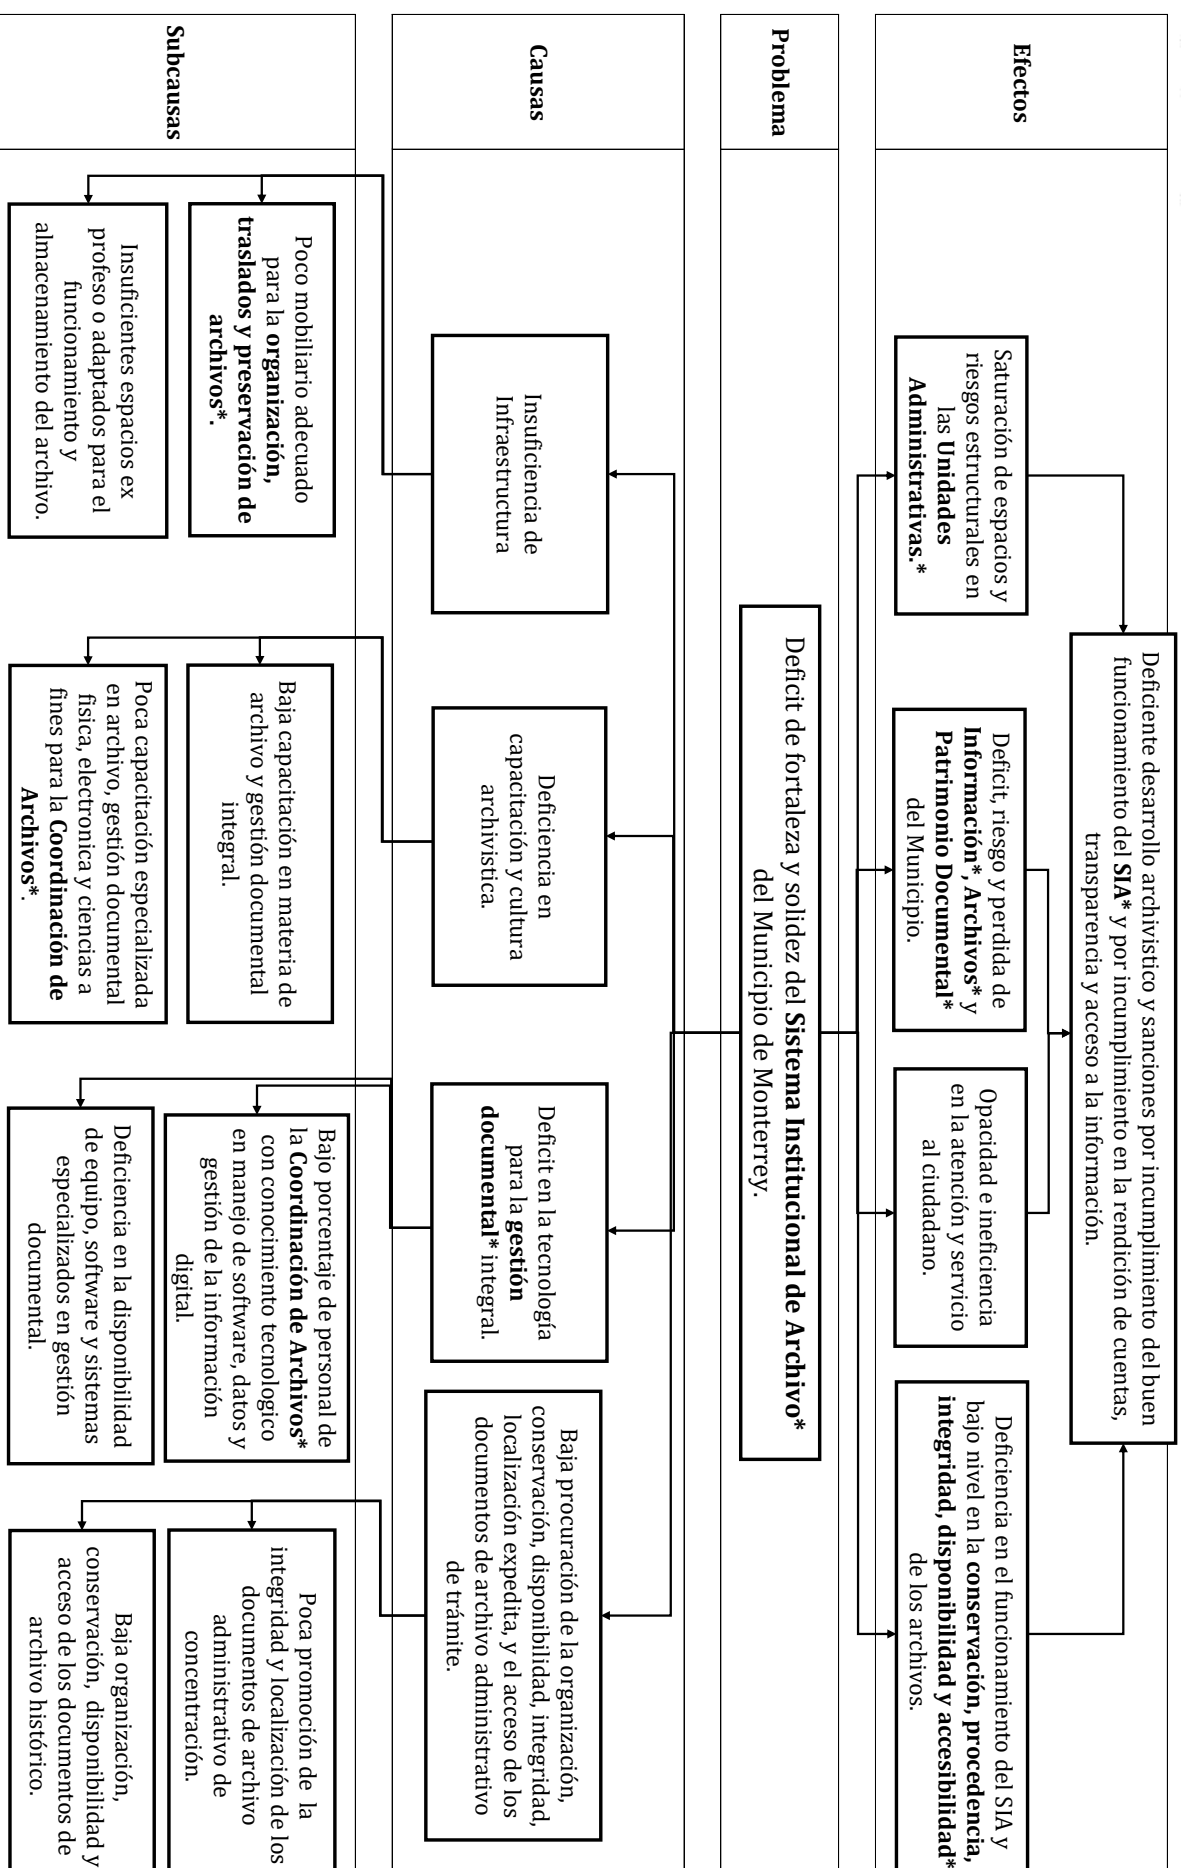 Efectos
Deficiente desarrollo archivistico y sanciones por incumplimiento del buen
funcionamiento del SIA* y por incumplimiento en la rendición de cuentas,
transparencia y acceso a la información.
Saturación de espacios y
riesgos estructurales en
las Unidades
Administrativas.*
Deficit, riesgo y perdida de
Información*, Archivos* y
Patrimonio Documental*
del Municipio.
Opacidad e ineficiencia
en la atención y servicio
al ciudadano.
Deficiencia en el funcionamiento del SIA y
bajo nivel en la conservación, procedencia,
integridad, disponibilidad y accesibilidad*
de los archivos.
Problema
Deficit de fortaleza y solidez del Sistema Institucional de Archivo*
del Municipio de Monterrey.
Causas
Insuficiencia de
Infraestructura
Deficiencia en
capacitación y cultura
archivistica.
Deficit en la tecnología
para la gestión
documental* integral.
Baja procuración de la organización,
conservación, disponibilidad, integridad,
localización expedita, y el acceso de los
documentos de archivo administrativo
de trámite.
Subcausas
Poco mobiliario adecuado
para la organización,
traslados y preservación de
archivos*.
Baja capacitación en materia de
archivo y gestión documental
integral.
Bajo porcentaje de personal de
la Coordinación de Archivos*
con conocimiento tecnologico
en manejo de software, datos y
gestión de la información
digital.
Poca promoción de la
integridad y localización de los
documentos de archivo
administrativo de
concentración.
Insuficientes espacios ex
profeso o adaptados para el
funcionamiento y
almacenamiento del archivo.
Poca capacitación especializada
en archivo, gestión documental
fisica, electronica y ciencias a
fines para la Coordinación de
Archivos*.
Deficiencia en la disponibilidad
de equipo, software y sistemas
especializados en gestión
documental.
Baja organización,
conservación, disponibilidad y
acceso de los documentos de
archivo histórico.